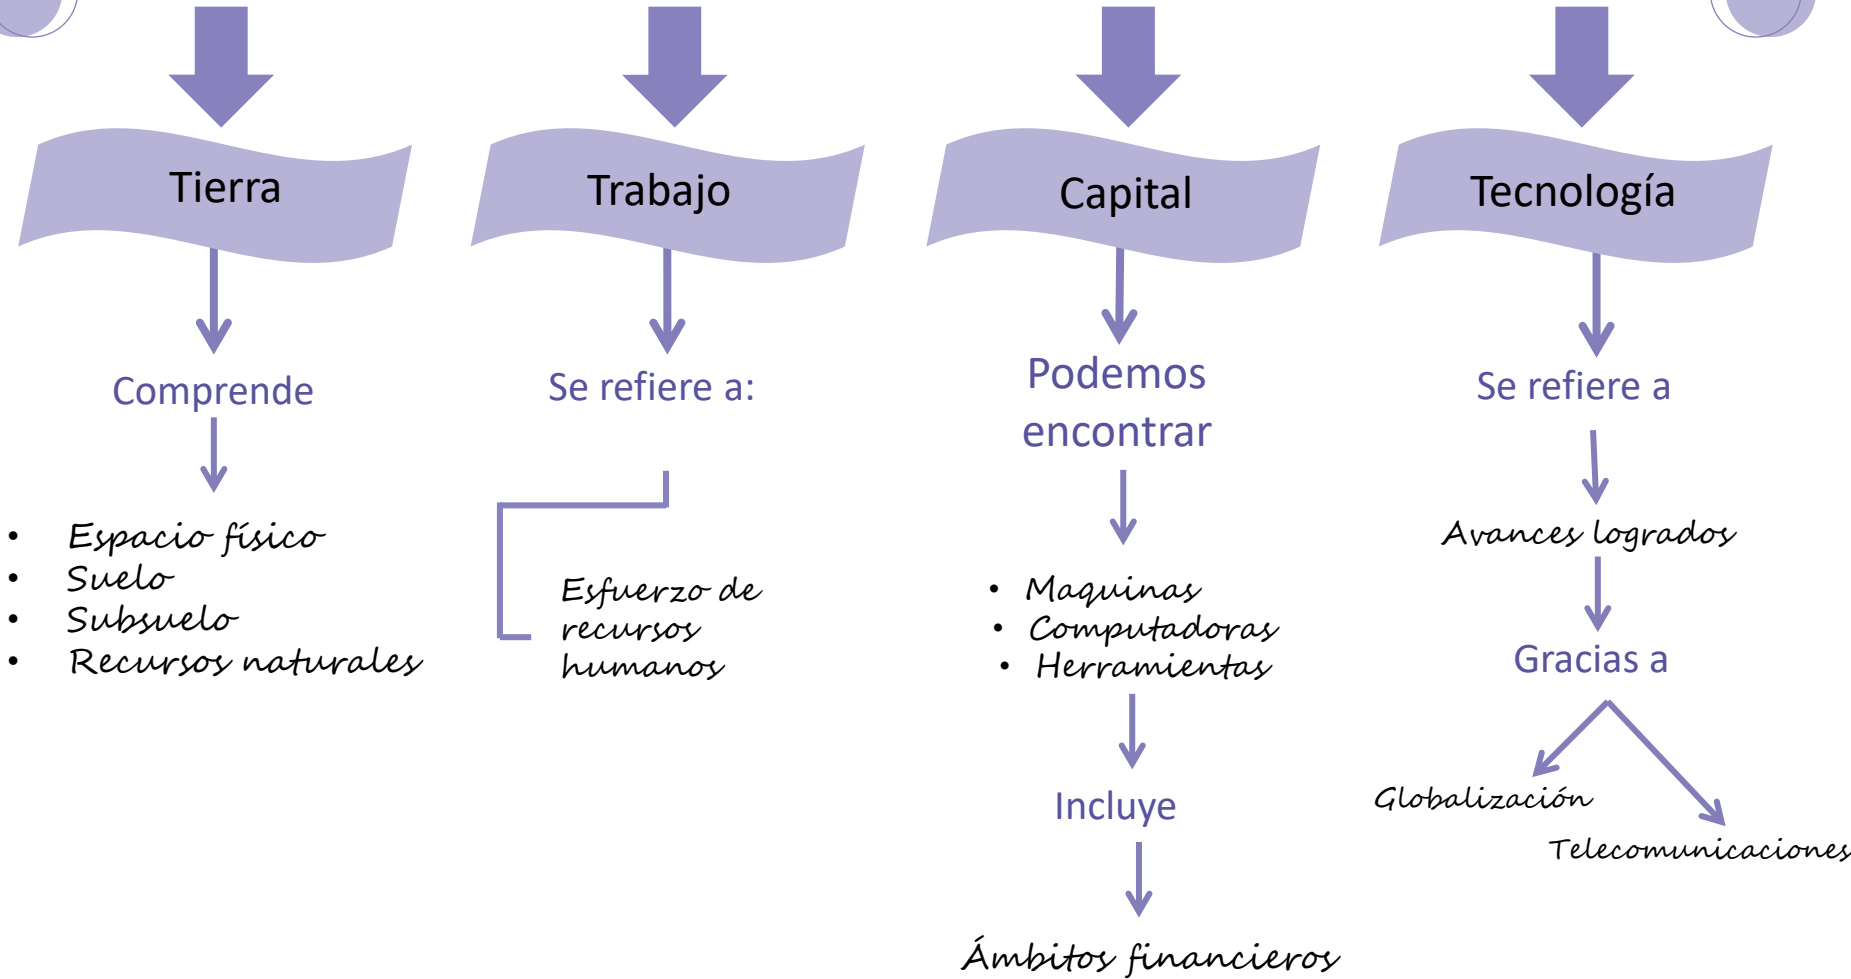 Tierra
Comprende
• Espacio físico
• Suelo
• Subsuelo
• Recursos naturales
Trabajo
Se refiere a:
Esfuerzo de
recursos
humanos
Capital
Podemos
encontrar
• Maquinas
• Computadoras
• Herramientas
Incluye
Ámbitos financieros
Tecnología
Se refiere a
Avances logrados
Gracias a
Globalización
Telecomunicaciones